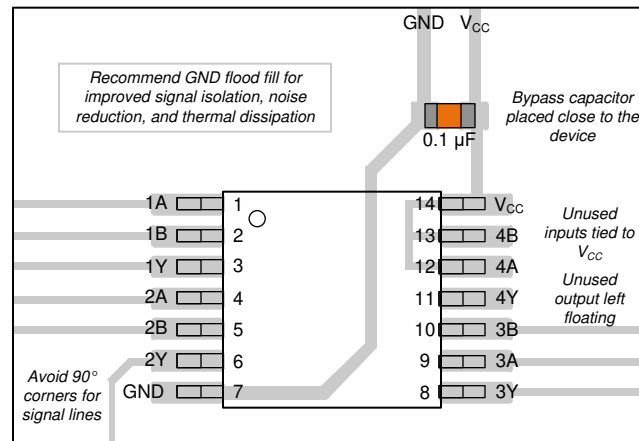 GND VCC
Recommend GND flood fill for
improved signal isolation, noise
reduction, and thermal dissipation
Bypass capacitor
placed close to the
device
0.1 µF
1A 1 14 VCC
1B 2 13 4B
1Y 3 12 4A
2A 4 11 4Y
2B 5 10 3B
2Y 6 9 3A
GND 7 8 3Y
Unused
inputs tied to
VCC
Unused
output left
floating
Avoid 90°
corners for
signal lines